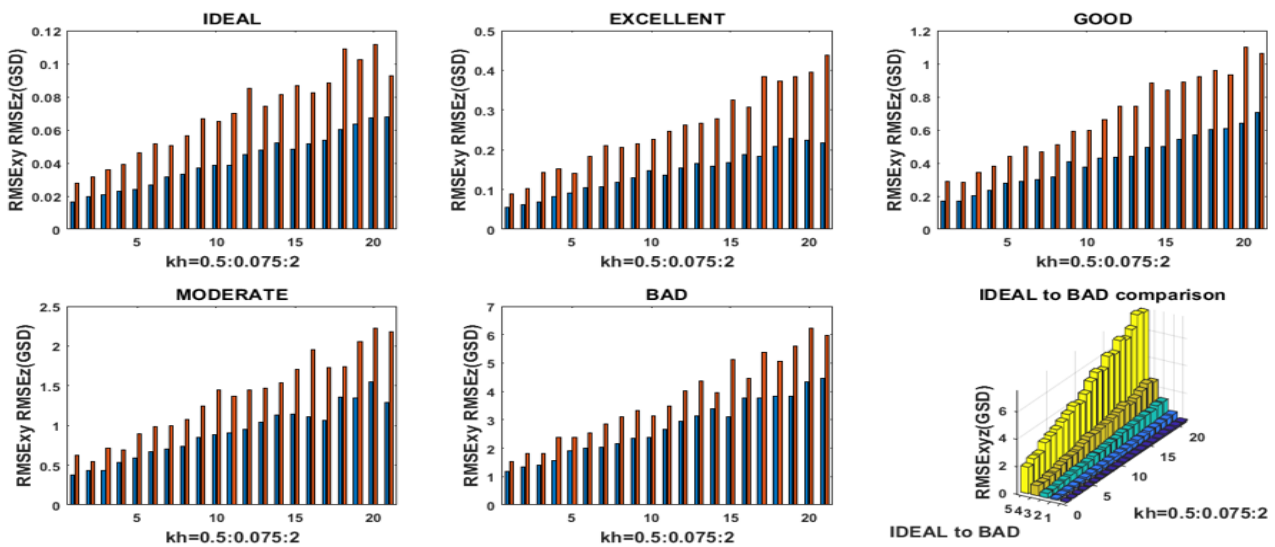 IDEAL
RMSExy RMSEz(GSD)
0.12
0.1
0.08
0.06
0.04
0.02
0
5 10 15 20
kh=0.5:0.075:2
EXCELLENT
RMSExy RMSEz(GSD)
0.5
0.4
0.3
0.2
0.1
0
5 10 15 20
kh=0.5:0.075:2
GOOD
RMSExy RMSEz(GSD)
1.2
1
0.8
0.6
0.4
0.2
0
5 10 15 20
kh=0.5:0.075:2
MODERATE
RMSExy RMSEz(GSD)
2.5
2
1.5
1
0.5
0
5 10 15 20
kh=0.5:0.075:2
BAD
RMSExy RMSEz(GSD)
7
6
5
4
3
2
1
0
5 10 15 20
kh=0.5:0.075:2
IDEAL to BAD comparison
RMSExyz(GSD)
6
4
2
0
5 4 3 2 1
0
5
10
15
20
kh=0.5:0.075:2
IDEAL to BAD